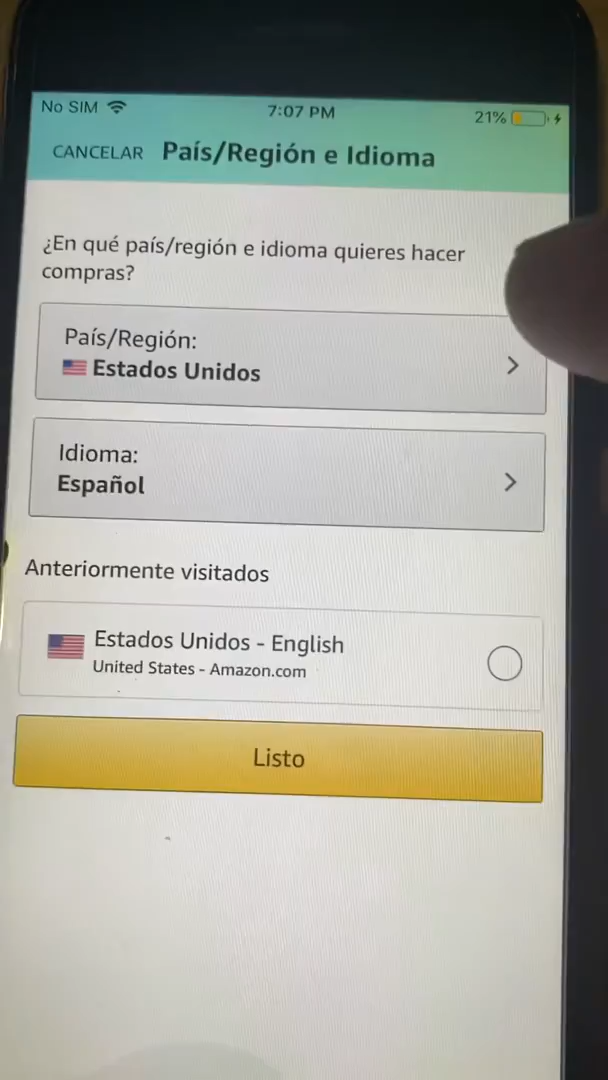 No SIM
7:07 PM
21%
CANCELAR
País/Región e Idioma
¿En qué país/región e idioma quieres hacer
compras?
País/Región:
Estados Unidos
Idioma:
Español
Anteriormente visitados
Estados Unidos - English
United States - Amazon.com
Listo